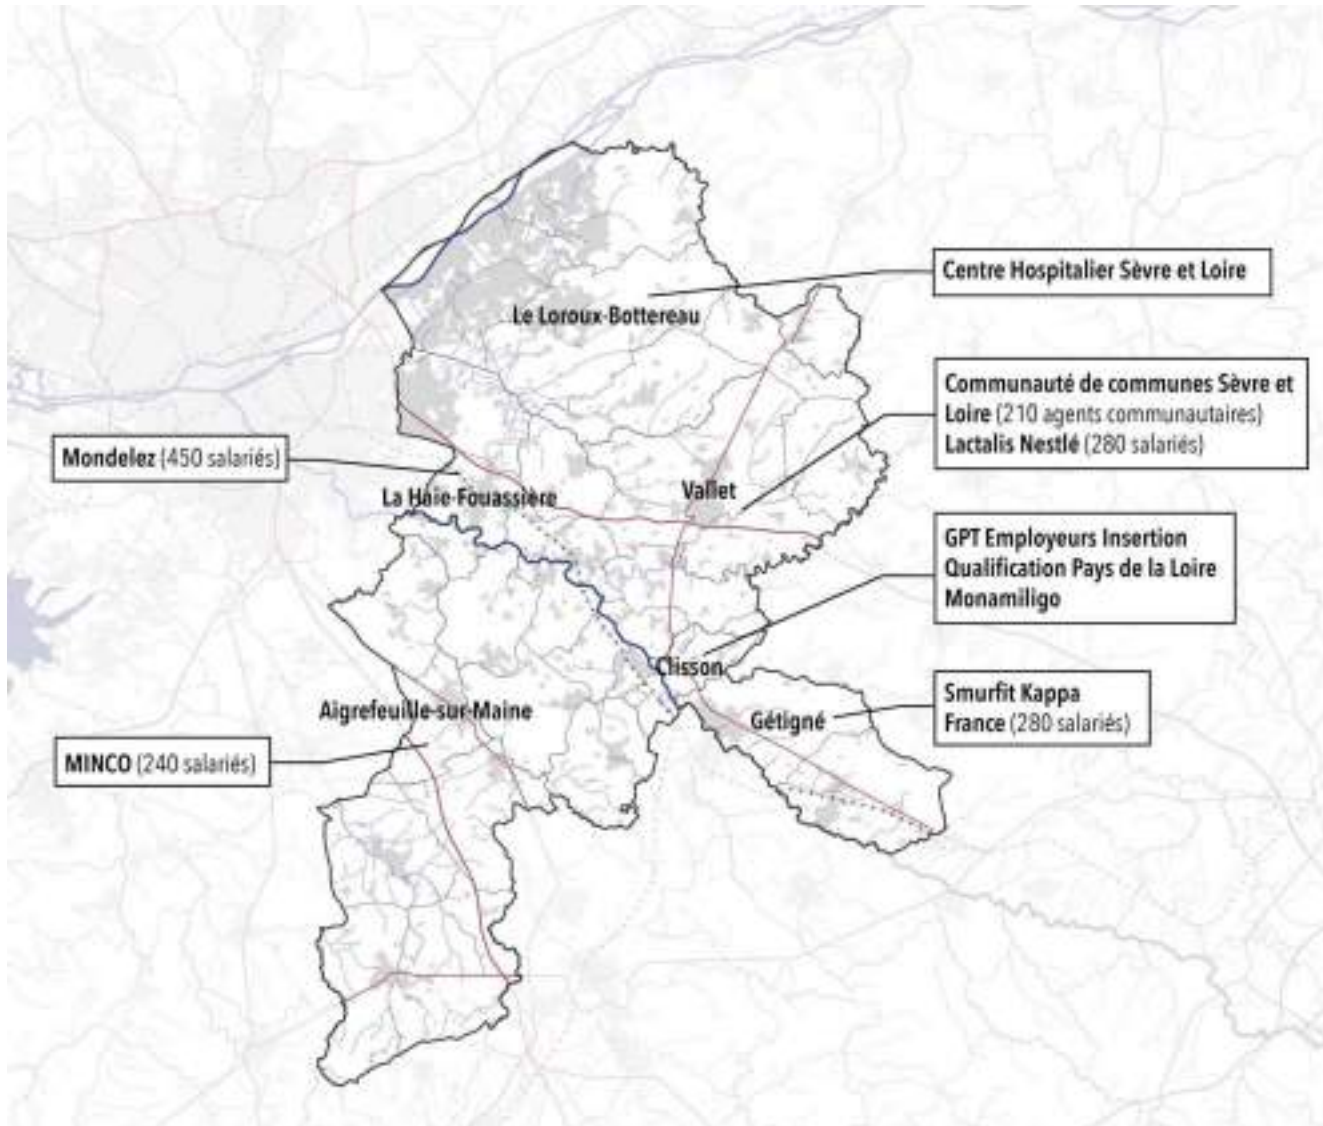 Centre Hospitalier Sèvre et Loire
Le Loroux-Bottereau
Communauté de communes Sèvre et
Loire (210 agents communautaires)
Lactalis Nestlé (280 salariés)
Mondelez (450 salariés)
La Haie-Fouassière
Vallet
GPT Employeurs Insertion
Qualification Pays de la Loire
Monamiligo
Clisson
Smurfit Kappa
France (280 salariés)
Gétigné
Aigrefeuille-sur-Maine
MINCO (240 salariés)